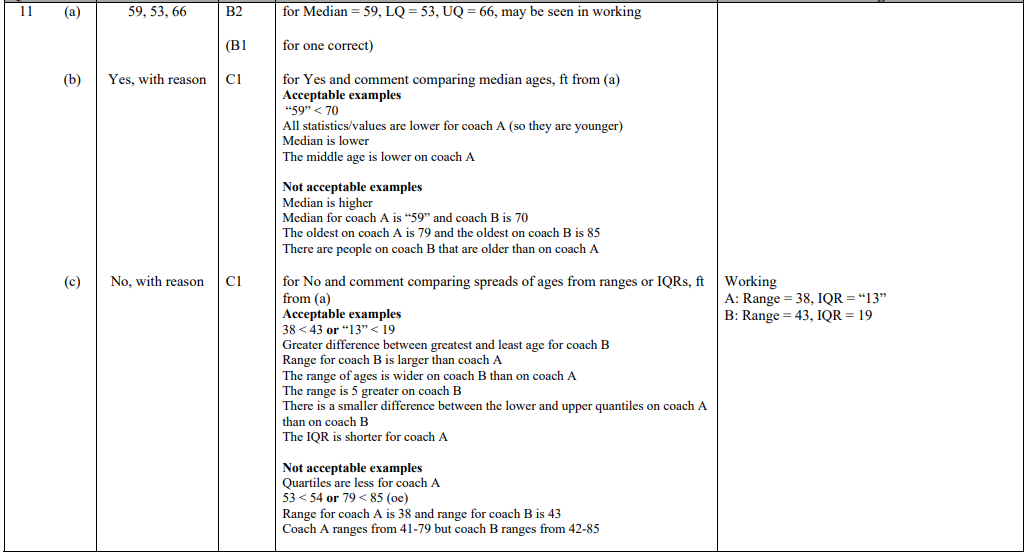 11 (a) 59, 53, 66 B2 for Median = 59, LQ = 53, UQ = 66, may be seen in working
(B1 for one correct)
(b) Yes, with reason C1 for Yes and comment comparing median ages, ft from (a)
Acceptable examples
“59” < 70
All statistics/values are lower for coach A (so they are younger)
Median is lower
The middle age is lower on coach A
Not acceptable examples
Median is higher
Median for coach A is “59” and coach B is 70
The oldest on coach A is 79 and the oldest on coach B is 85
There are people on coach B that are older than on coach A
(c) No, with reason C1 for No and comment comparing spreads of ages from ranges or IQRs, ft Working
from (a) A: Range = 38, IQR = “13”
Acceptable examples B: Range = 43, IQR = 19
38 < 43 or “13” < 19
Greater difference between greatest and least age for coach B
Range for coach B is larger than coach A
The range of ages is wider on coach B than on coach A
The range is 5 greater on coach B
There is a smaller difference between the lower and upper quantiles on coach A
than on coach B
The IQR is shorter for coach A
Not acceptable examples
Quartiles are less for coach A
53 < 54 or 79 < 85 (oe)
Range for coach A is 38 and range for coach B is 43
Coach A ranges from 41-79 but coach B ranges from 42-85